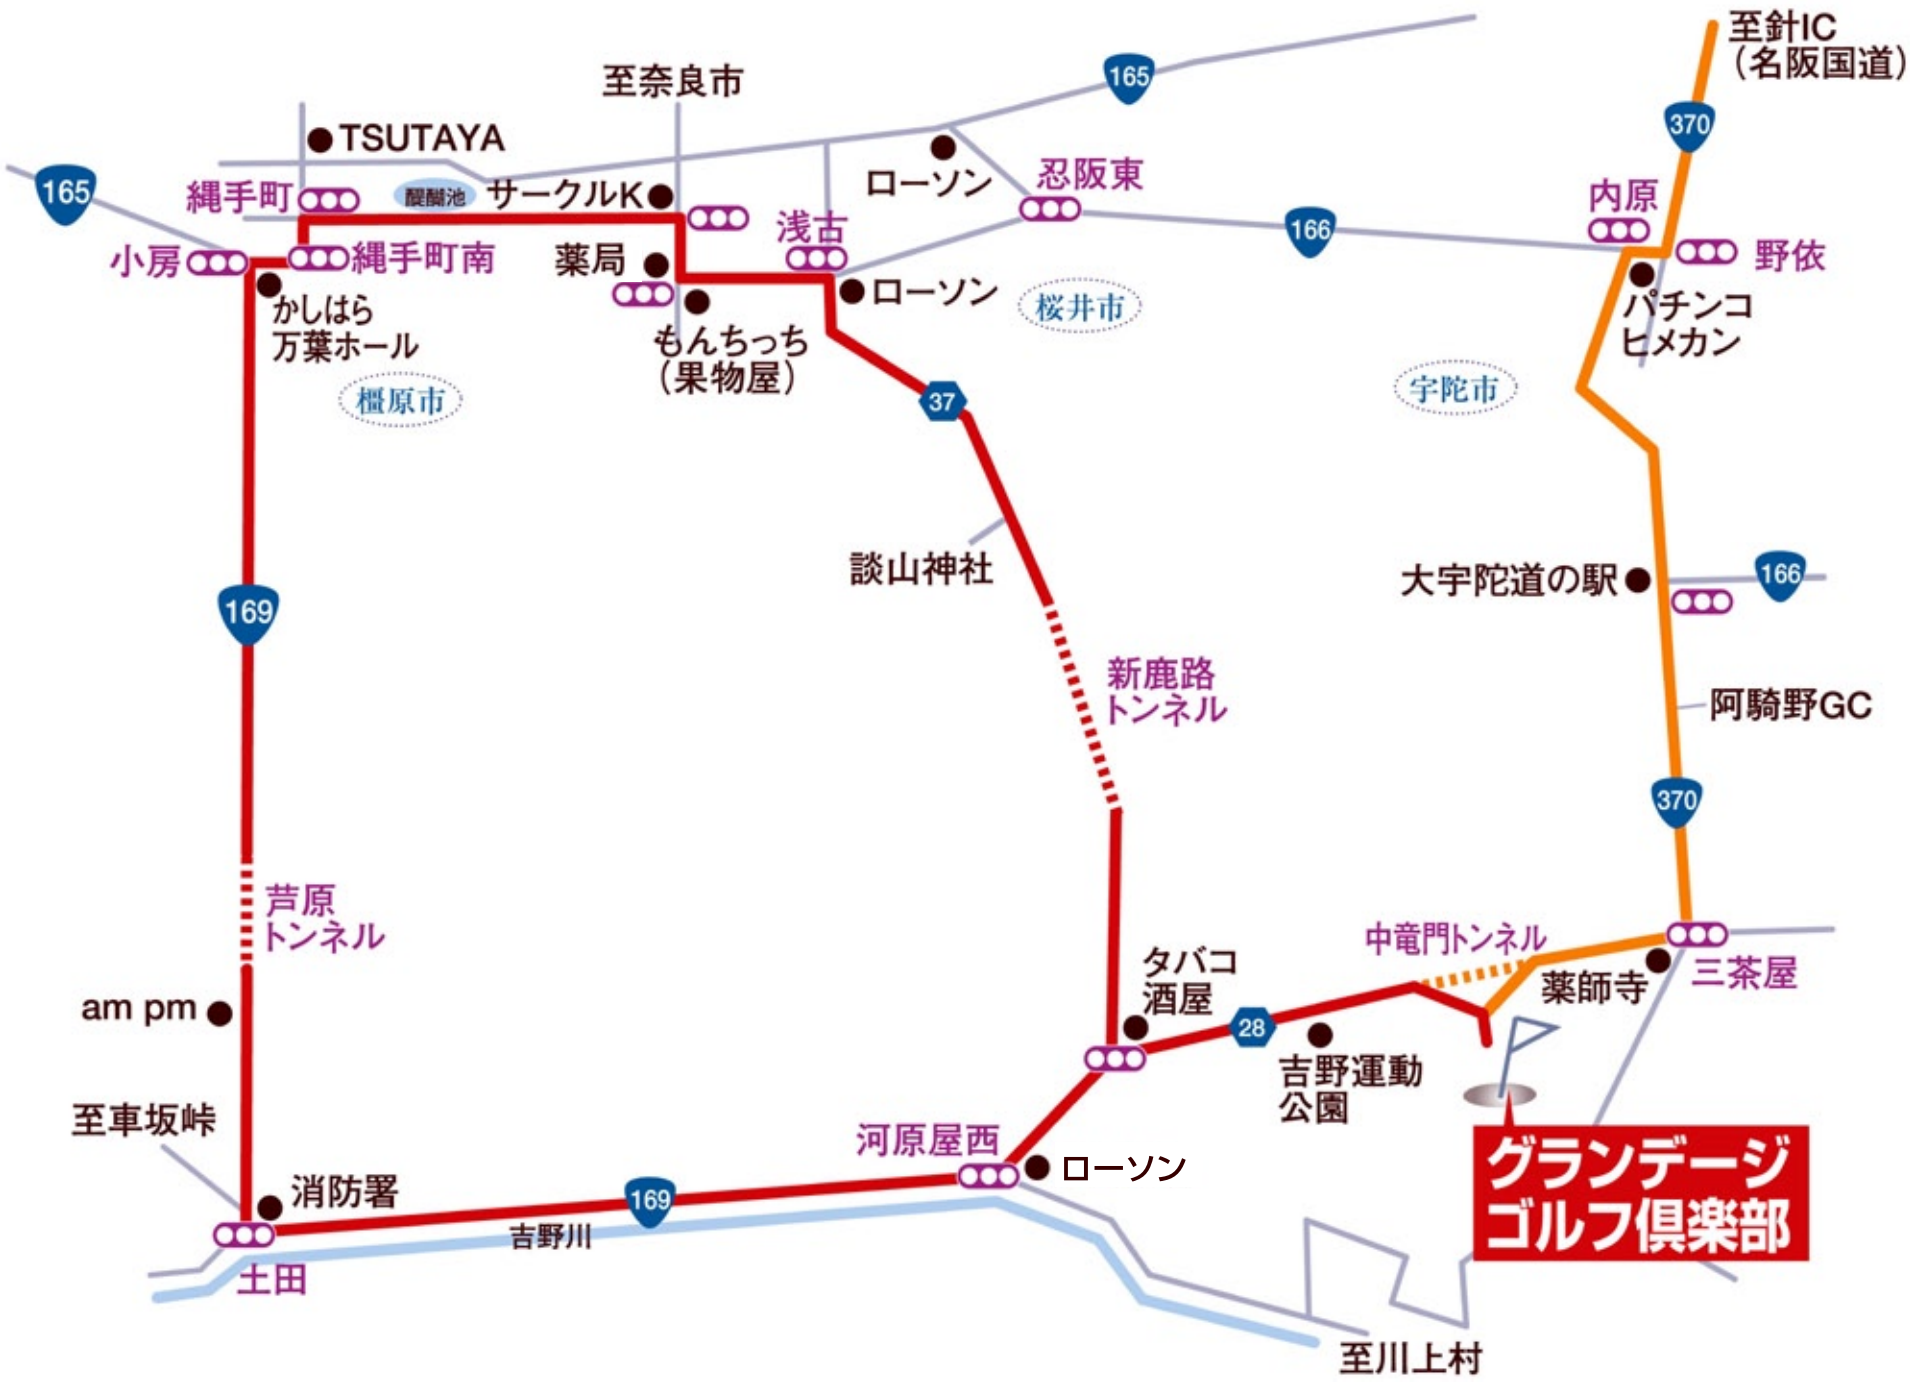 至針IC
（名阪国道）
165
至奈良市
370
TSUTAYA
ローソン
忍阪東
165
縄手町
醍醐池
サークルK
内原
浅古
166
野依
小房
縄手町南
薬局
ローソン
桜井市
かしはら
万葉ホール
もんちっち
（果物屋）
パチンコ
ヒメカン
橿原市
37
宇陀市
談山神社
大宇陀道の駅
166
169
新鹿路
トンネル
阿騎野GC
370
芦原
トンネル
中竜門トンネル
タバコ
酒屋
薬師寺
三茶屋
am pm
28
吉野運動
公園
至車坂峠
河原屋西
ローソン
グランデージ
ゴルフ倶楽部
消防署
169
吉野川
土田
至川上村